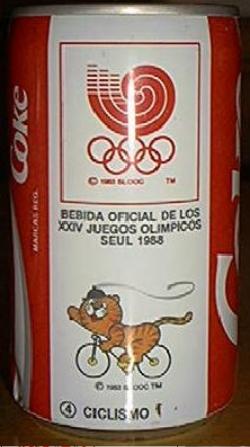 Coke
MARCAS REG.
© 1983 SLOOC TM
BEBIDA OFICIAL DE LOS
XXIV JUEGOS OLIMPICOS
SEUL 1988
© 1983 SLOOC TM
4 CICLISMO